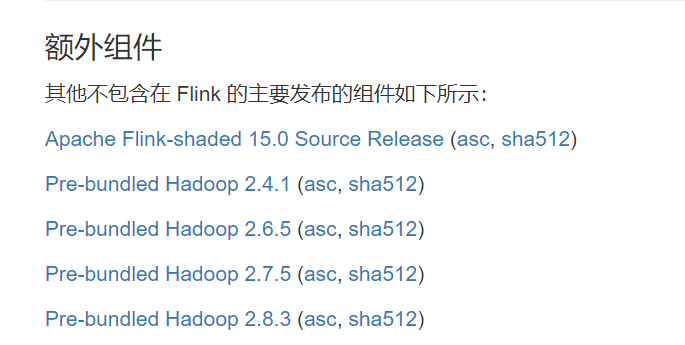 额外组件
其他不包含在 Flink 的主要发布的组件如下所示：
Apache Flink-shaded 15.0 Source Release (asc, sha512)
Pre-bundled Hadoop 2.4.1 (asc, sha512)
Pre-bundled Hadoop 2.6.5 (asc, sha512)
Pre-bundled Hadoop 2.7.5 (asc, sha512)
Pre-bundled Hadoop 2.8.3 (asc, sha512)